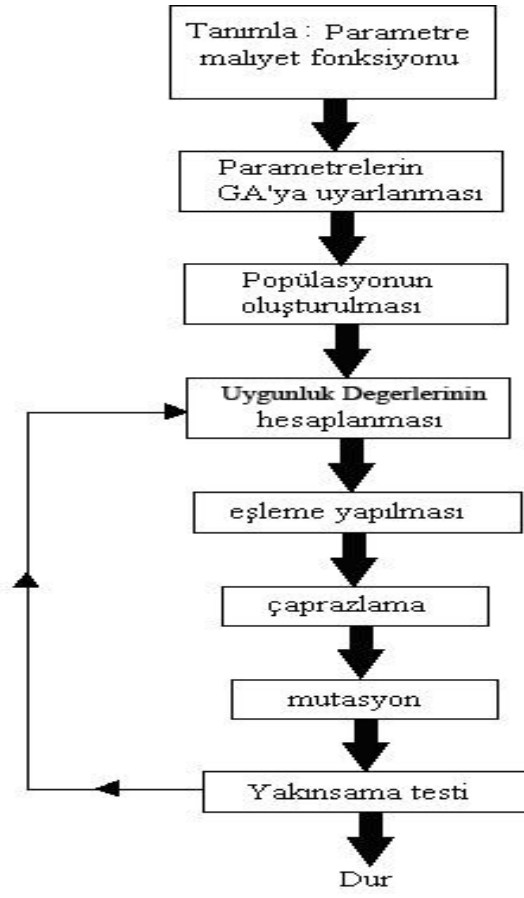 Tanımla : Parametre
malıyet fonksiyonu
Parametrelerin
GA'ya uyarlanması
Popülasyonun
oluşturulması
Uygunluk Degerlerinin
hesaplanması
eşleme yapılması
çaprazlama
mutasyon
Yakınsama testi
Dur